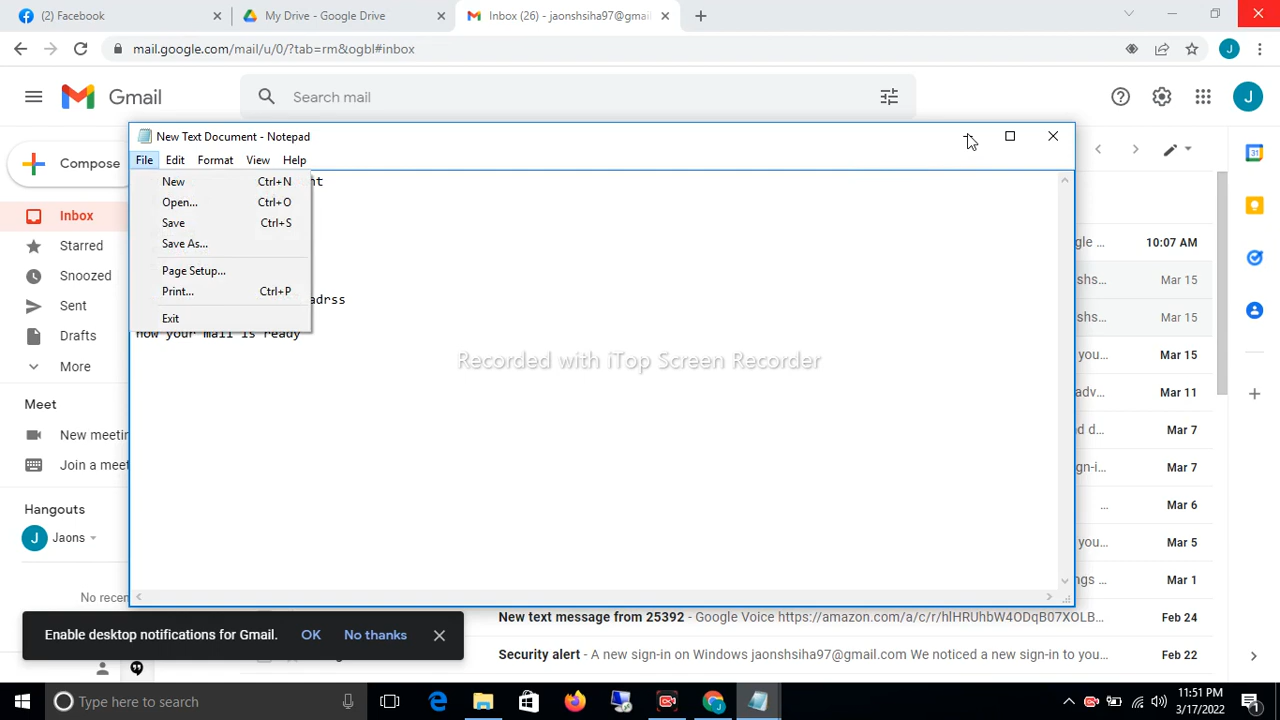 Facebook
My Drive - Google Drive
Inbox (26) - jaonshsiha97@gmail
mail.google.com/mail/u/0/?tab=rm&ogbl#inbox
J
Gmail
Search mail
J
New Text Document - Notepad
File Edit Format View Help
Compose
New Ctrl+N
Open... Ctrl+O
Save Ctrl+S
Save As...
Page Setup...
Print... Ctrl+P
adrss
Exit
now your mail is ready
Recorded with iTop Screen Recorder
Inbox
Starred
Snoozed
Sent
Drafts
More
Meet
New meetin
Join a meet
Hangouts
J Jaons
No recen
10:07 AM
Mar 15
Mar 15
Mar 15
Mar 11
Mar 7
Mar 7
Mar 6
Mar 5
Mar 1
New text message from 25392 - Google Voice https://amazon.com/a/c/r/hlHRUhbW4ODqB07XOLB... Feb 24
Security alert - A new sign-in on Windows jaonshsiha97@gmail.com We noticed a new sign-in to you... Feb 22
Enable desktop notifications for Gmail. OK No thanks
Type here to search
11:51 PM
3/17/2022